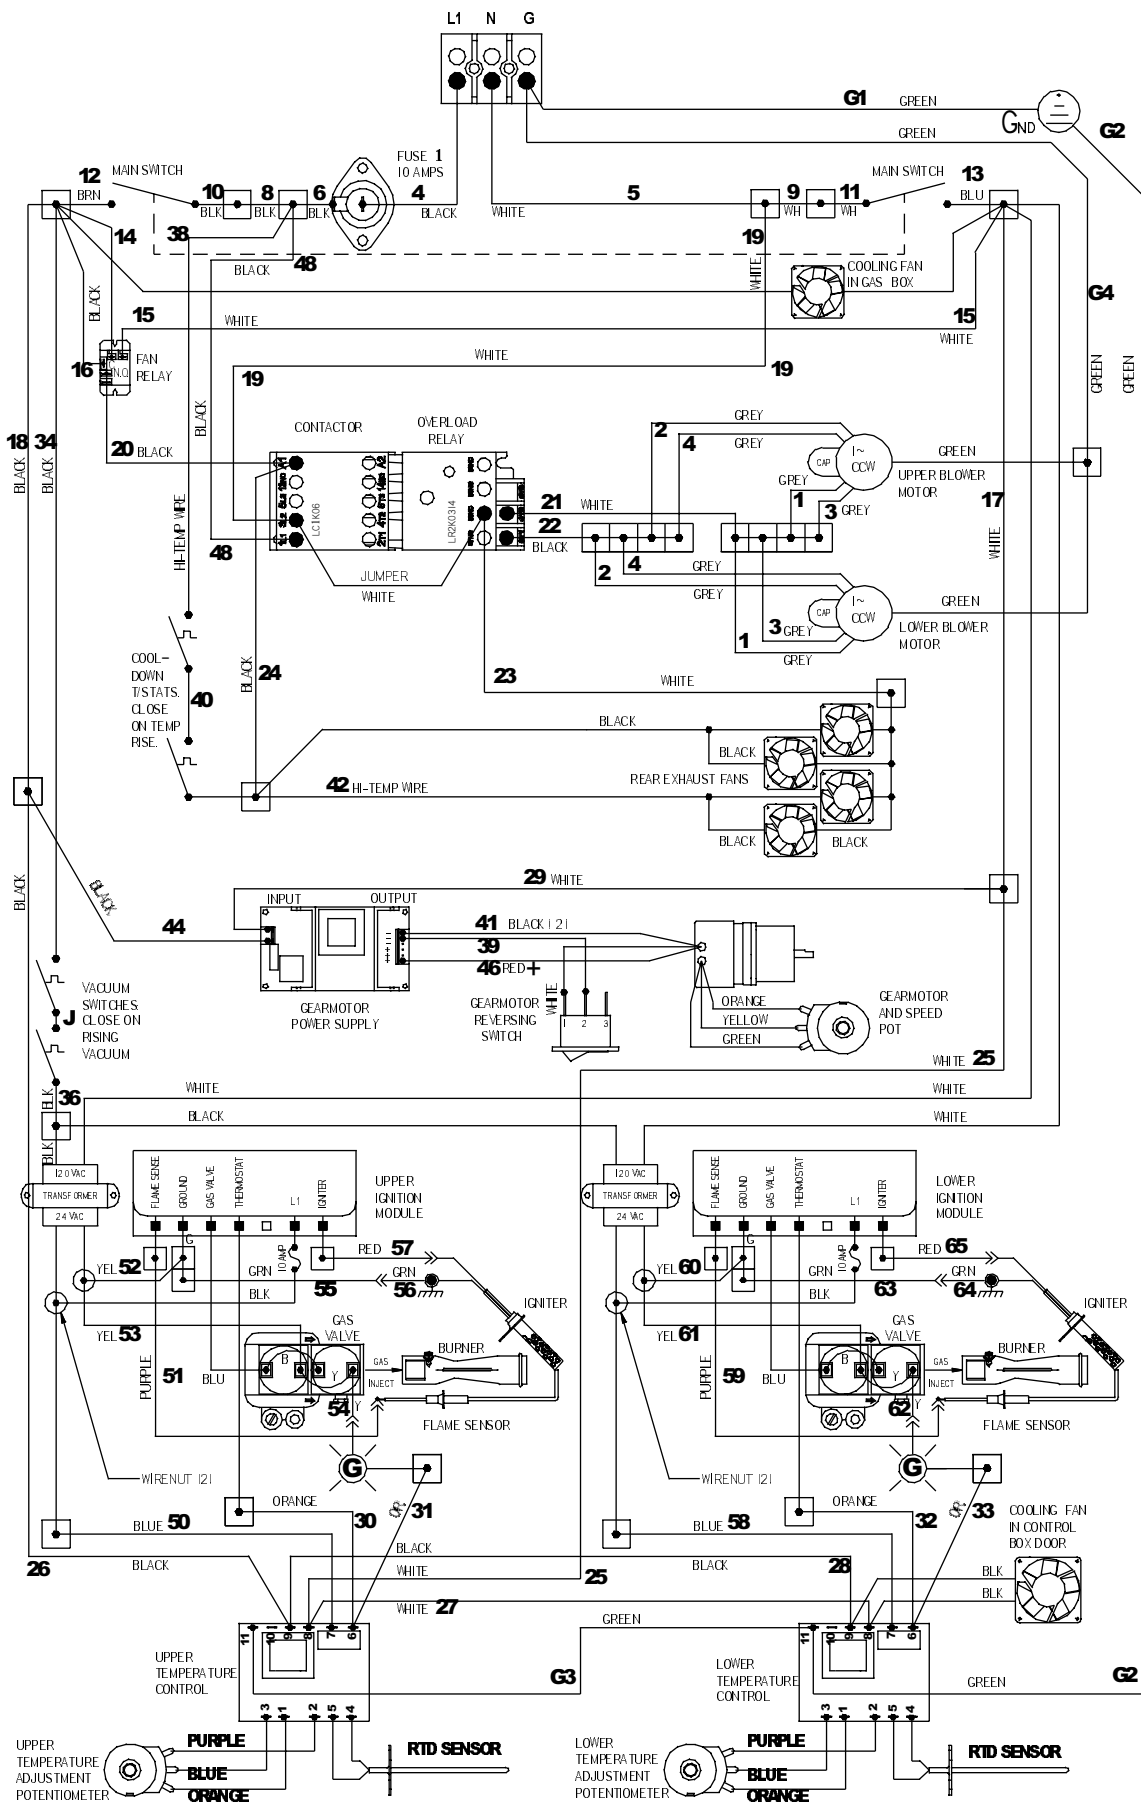 L1 N G
G1 GREEN
GND
G2
GREEN
FUSE 1
10 AMPS
12 MAIN SWITCH
BRN
10 8 6 4
BLK BLK BLK BLACK
5
WHITE
9 11
WH WH
MAIN SWITCH 13
BLU
14 38
19
BLACK 48
WHITE
COOLING FAN
IN GAS BOX
G4
BLACK
15 WHITE
15
WHITE
16
FAN
RELAY
N.O.
WHITE
19 19
GREEN GREEN
BLACK
18 34
BLACK BLACK
20 BLACK
CONTACTOR
OVERLOAD
RELAY
GREY
2 4
GREY
CAP 1~
CCW
GREEN
UPPER BLOWER
MOTOR
A1 A2
LC1K06
LR2K0314
21 WHITE
22
BLACK
GREY
1 3
GREY
17
WHITE
HI-TEMP WIRE
48
JUMPER
WHITE
2 4 GREY
GREY
CAP 1~
CCW
GREEN
LOWER BLOWER
MOTOR
1 3 GREY
GREY
COOL-
DOWN
T/STATS.
CLOSE
ON TEMP
RISE.
40
BLACK 24
23 WHITE
BLACK
BLACK
REAR EXHAUST FANS
42 HI-TEMP WIRE
BLACK BLACK
BLACK
BLACK
44
29 WHITE
INPUT OUTPUT
41 BLACK (2)
39
46 RED+
GEARMOTOR
POWER SUPPLY
GEARMOTOR
REVERSING
SWITCH
WHITE
1 2 3
ORANGE
YELLOW
GREEN
GEARMOTOR
AND SPEED
POT
VACUUM
SWITCHES
CLOSE ON
RISING
VACUUM
J
WHITE 25
BLK 36
WHITE
BLACK
WHITE
WHITE
BLK
120 VAC
TRANSFORMER
24 VAC
FLAME SENSE
GROUND
GAS VALVE
THERMOSTAT
L1
IGNITER
UPPER
IGNITION
MODULE
120 VAC
TRANSFORMER
24 VAC
FLAME SENSE
GROUND
GAS VALVE
THERMOSTAT
L1
IGNITER
LOWER
IGNITION
MODULE
G
10 AMP
RED 57
YEL 52
GRN
55
GRN
56
BLK
IGNITER
G
10 AMP
RED 65
YEL 60
GRN
63
GRN
64
BLK
IGNITER
YEL 53
GAS
VALVE
BURNER
PURPLE 51
BLU
B Y
GAS
INJECT
54
Y
FLAME SENSOR
YEL 61
GAS
VALVE
BURNER
PURPLE 59
BLU
B Y
GAS
INJECT
62
Y
FLAME SENSOR
WIRENUT (2)
G
ORANGE
30
OR.
31
BLUE 50
WIRENUT (2)
G
ORANGE
32
OR.
33
BLUE 58
COOLING FAN
IN CONTROL
BOX DOOR
26
BLACK
BLACK
WHITE
25
BLACK
28
BLK
BLK
WHITE 27
GREEN
11 10 9 8 7 6
UPPER
TEMPERATURE
CONTROL
3 1 2 5 4
G3
11 10 9 8 7 6
LOWER
TEMPERATURE
CONTROL
3 1 2 5 4
GREEN
G2
UPPER
TEMPERATURE
ADJUSTMENT
POTENTIOMETER
PURPLE
BLUE
ORANGE
RTD SENSOR
LOWER
TEMPERATURE
ADJUSTMENT
POTENTIOMETER
PURPLE
BLUE
ORANGE
RTD SENSOR